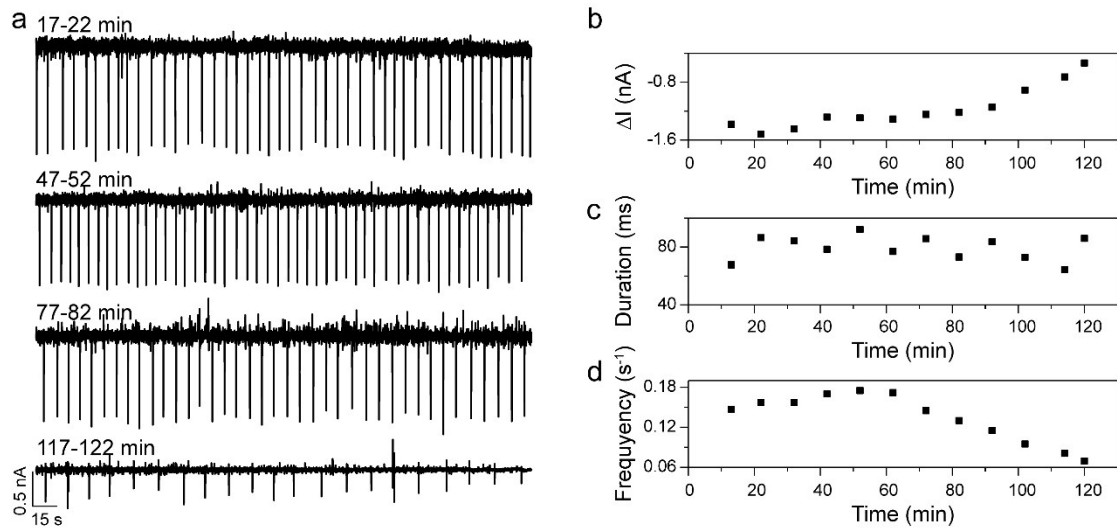 a
17-22 min
47-52 min
77-82 min
117-122 min
0.5 nA
15 s
b
ΔI (nA)
-0.8
-1.6
0 20 40 60 80 100 120
Time (min)
c
Duration (ms)
80
40
0 20 40 60 80 100 120
Time (min)
d
Frequyency (s⁻¹)
0.18
0.12
0.06
0 20 40 60 80 100 120
Time (min)